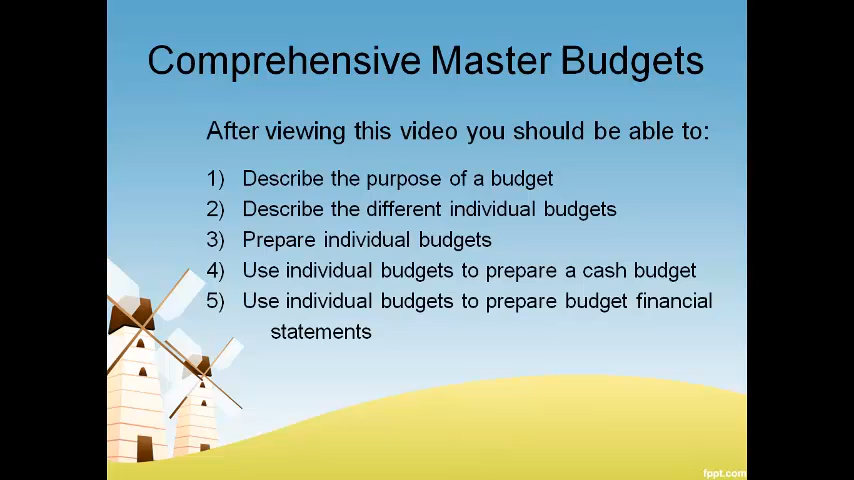 Comprehensive Master Budgets
After viewing this video you should be able to:
1) Describe the purpose of a budget
2) Describe the different individual budgets
3) Prepare individual budgets
4) Use individual budgets to prepare a cash budget
5) Use individual budgets to prepare budget financial
statements
fppt.com